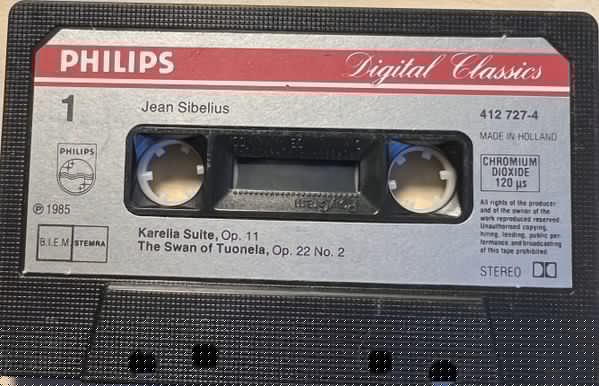 PHILIPS Digital Classics
1
Jean Sibelius
412 727-4
MADE IN HOLLAND
PHILIPS
CHROMIUM
DIOXIDE
120 µs
℗ 1985
B.I.E.M STEMRA
Karelia Suite, Op. 11
The Swan of Tuonela, Op. 22 No. 2
All rights of the producer
and of the owner of the
work reproduced reserved.
Unauthorised copying,
hiring, lending, public per-
formance and broadcasting
of this tape prohibited.
STEREO